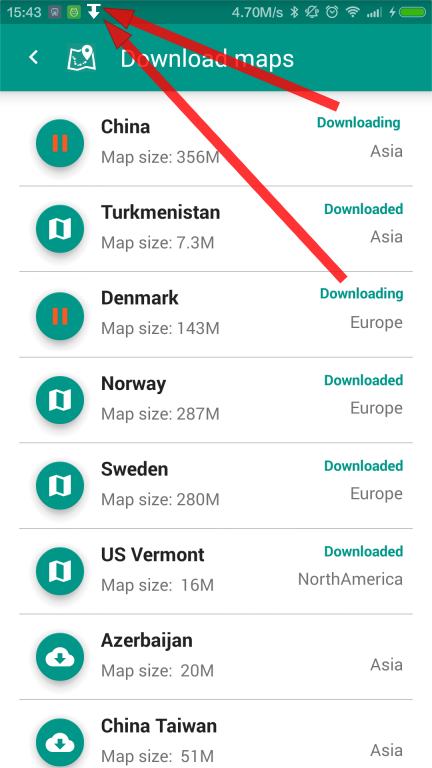 15:43 4.70M/s
Download maps
China Downloading
Map size: 356M Asia
Turkmenistan Downloaded
Map size: 7.3M Asia
Denmark Downloading
Map size: 143M Europe
Norway Downloaded
Map size: 287M Europe
Sweden Downloaded
Map size: 280M Europe
US Vermont Downloaded
Map size: 16M NorthAmerica
Azerbaijan
Map size: 20M Asia
China Taiwan
Map size: 51M Asia